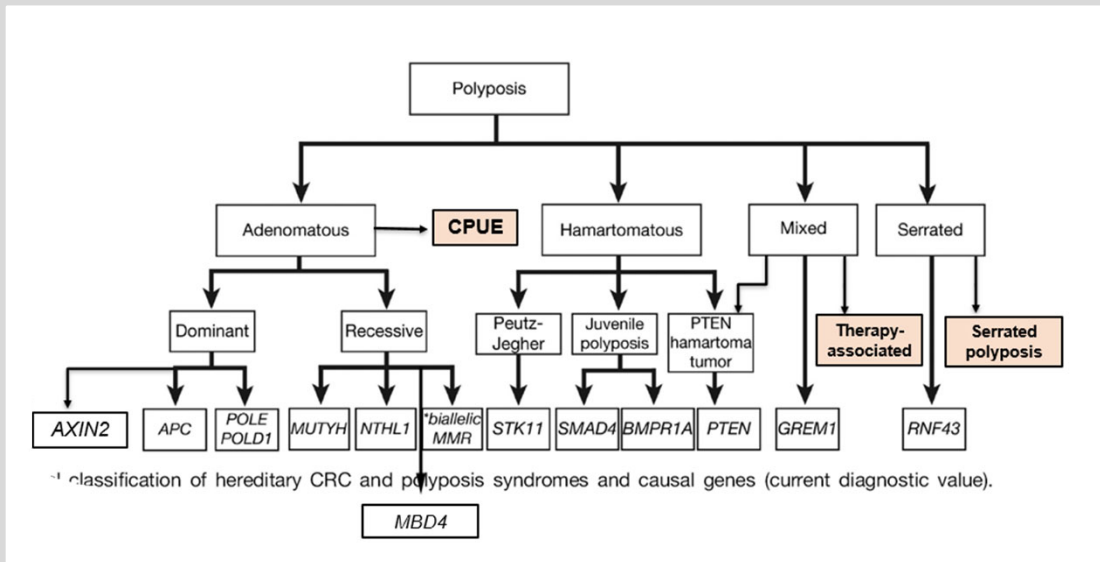 Polyposis
Adenomatous
CPUE
Hamartomatous
Mixed
Serrated
Dominant
Recessive
Peutz-
Jegher
Juvenile
polyposis
PTEN
hamartoma
tumor
Therapy-
associated
Serrated
polyposis
AXIN2
APC
POLE
POLD1
MUTYH
NTHL1
*biallelic
MMR
STK11
SMAD4
BMPR1A
PTEN
GREM1
RNF43
classification of hereditary CRC and polyposis syndromes and causal genes (current diagnostic value).
MBD4